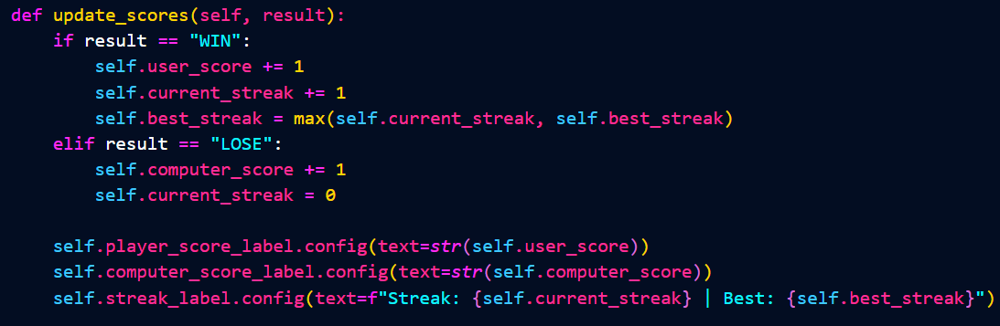 def update_scores(self, result):
    if result == "WIN":
        self.user_score += 1
        self.current_streak += 1
        self.best_streak = max(self.current_streak, self.best_streak)
    elif result == "LOSE":
        self.computer_score += 1
        self.current_streak = 0

    self.player_score_label.config(text=str(self.user_score))
    self.computer_score_label.config(text=str(self.computer_score))
    self.streak_label.config(text=f"Streak: {self.current_streak} | Best: {self.best_streak}")